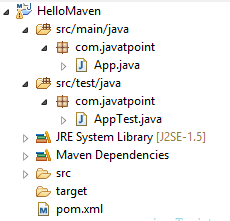 HelloMaven
src/main/java
com.javatpoint
App.java
src/test/java
com.javatpoint
AppTest.java
JRE System Library [J2SE-1.5]
Maven Dependencies
src
target
pom.xml